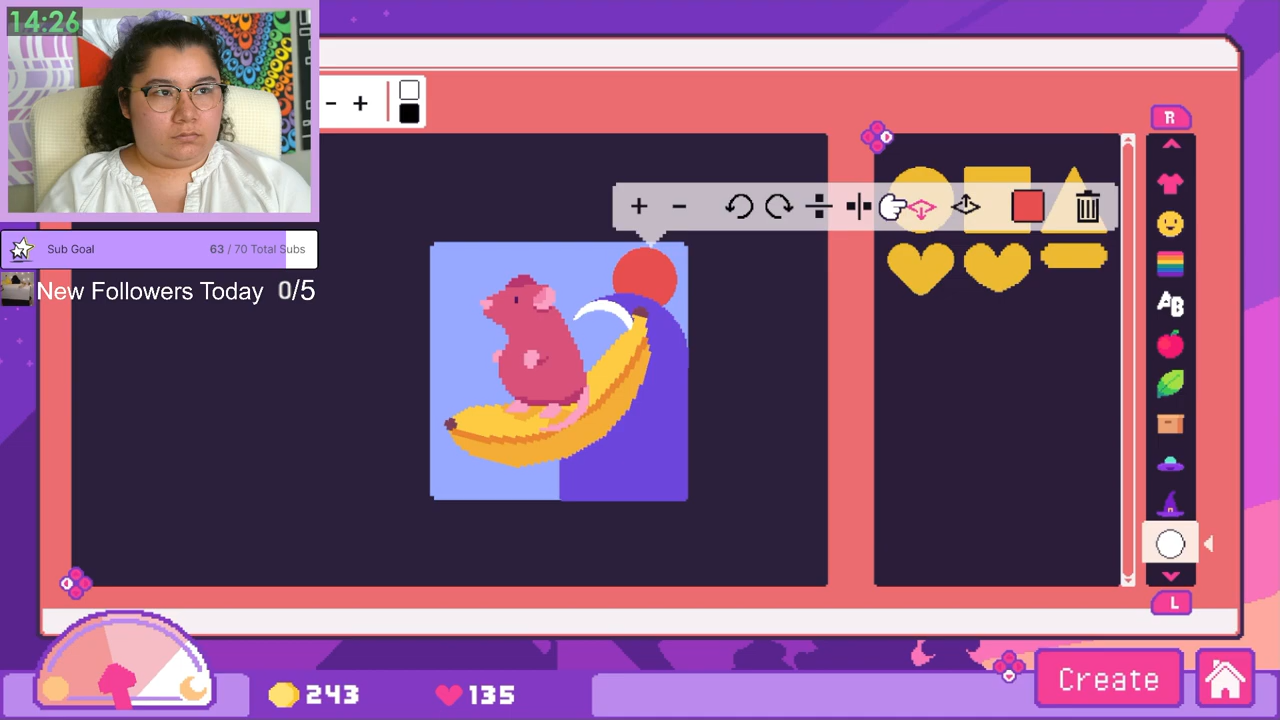 14:26
Sub Goal 63 / 70 Total Subs
New Followers Today 0/5
R
AB
L
243
135
Create